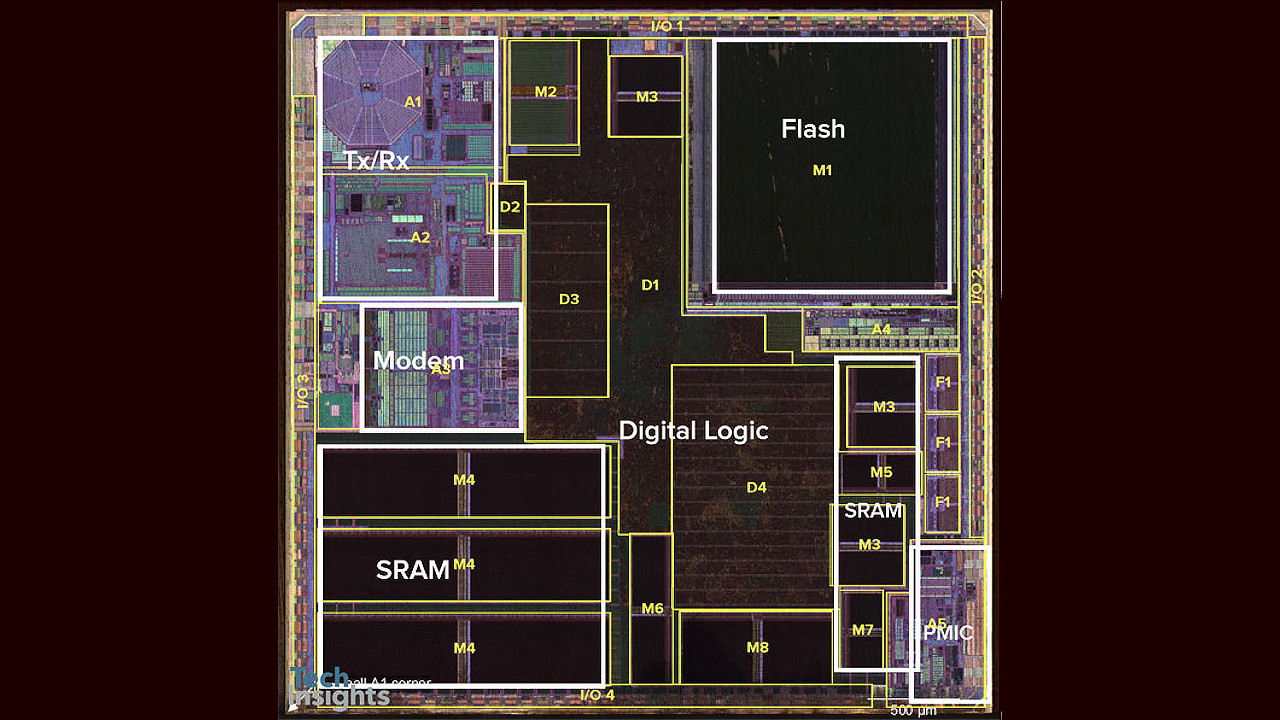 I/O 1
M2
M3
A1
Flash
Tx/Rx
M1
D2
A2
D1
I/O 2
D3
A4
Modem
A3
I/O 3
F1
M3
Digital Logic
F1
M4
M5
D4
F1
SRAM
M3
SRAM
M4
M6
M7
A5
PMIC
M4
M8
Tech
Insights
A1 corner
I/O 4
500 µm